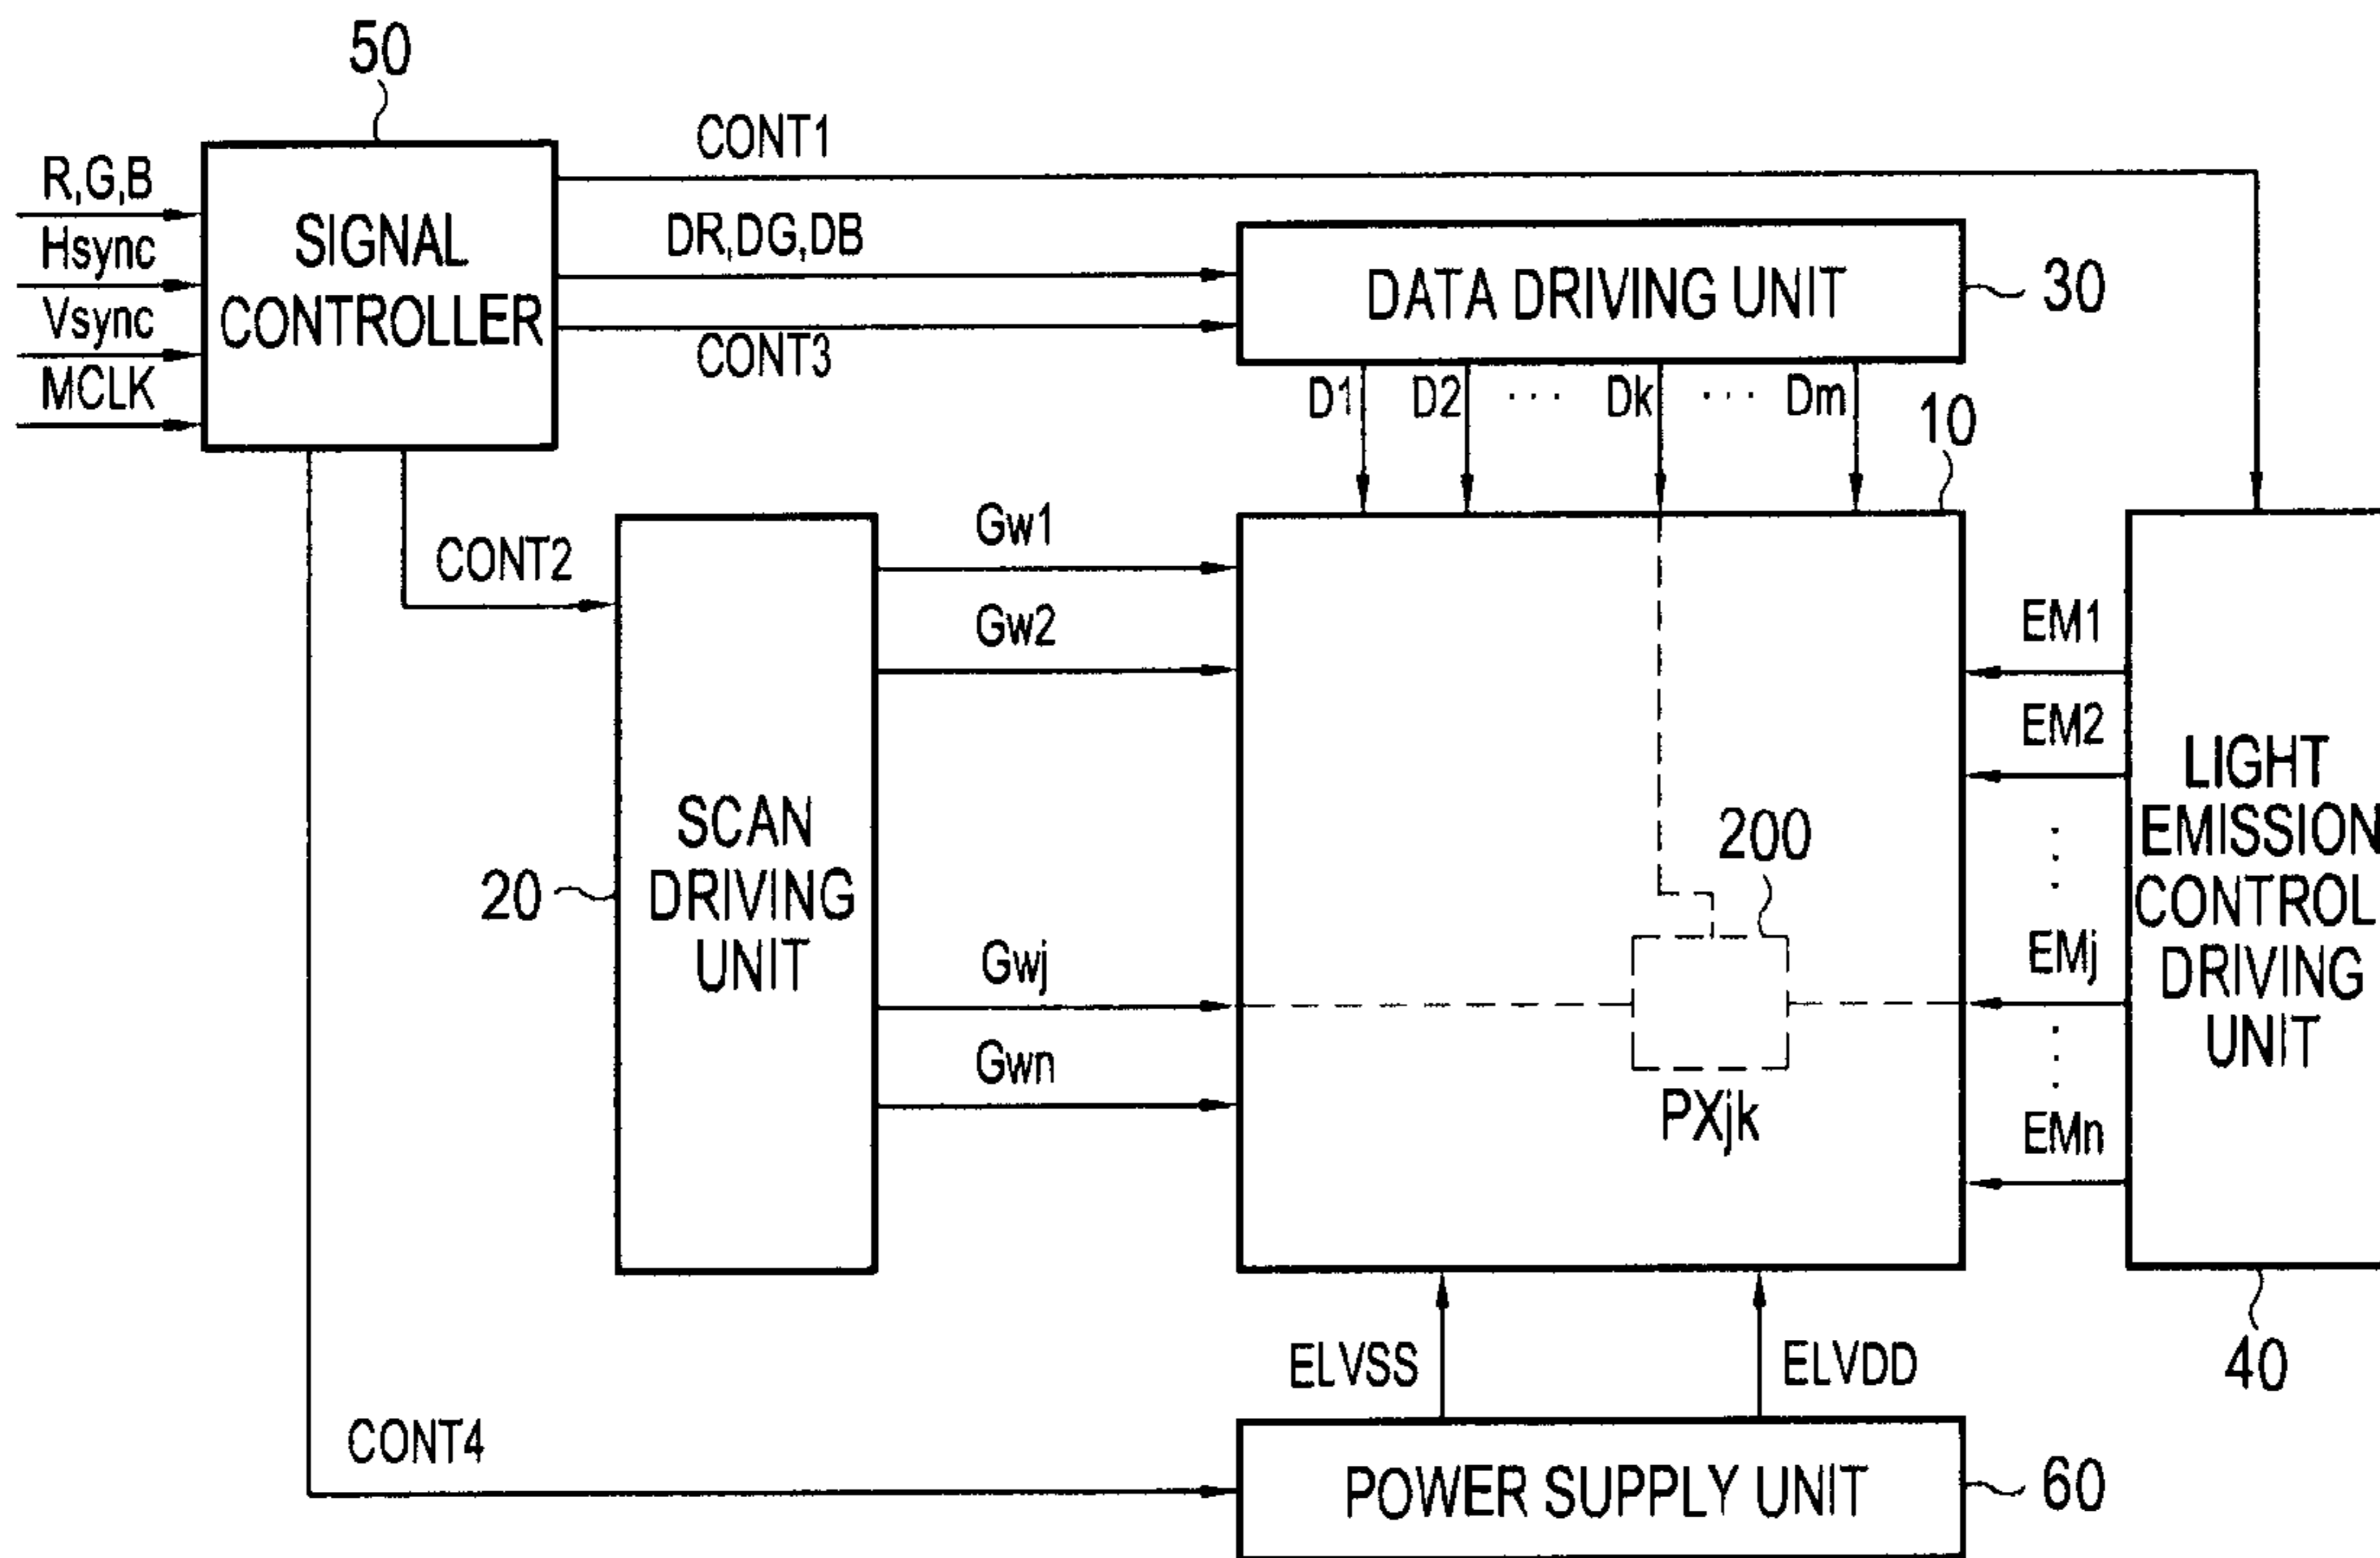 50
CONT1
R,G,B
Hsync
Vsync
MCLK
SIGNAL
CONTROLLER
DR,DG,DB
CONT3
DATA DRIVING UNIT
30
D1 D2 ··· Dk ··· Dm
10
CONT2
Gw1
Gw2
Gwj
Gwn
20
SCAN
DRIVING
UNIT
200
PXjk
EM1
EM2
EMj
EMn
LIGHT
EMISSION
CONTROL
DRIVING
UNIT
40
ELVSS
ELVDD
CONT4
POWER SUPPLY UNIT
60